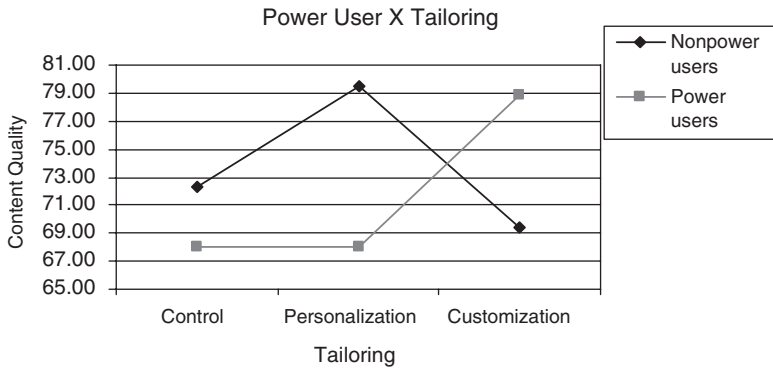 Power User X Tailoring
Nonpower
users
Power
users
Content Quality
81.00
79.00
77.00
75.00
73.00
71.00
69.00
67.00
65.00
Control Personalization Customization
Tailoring